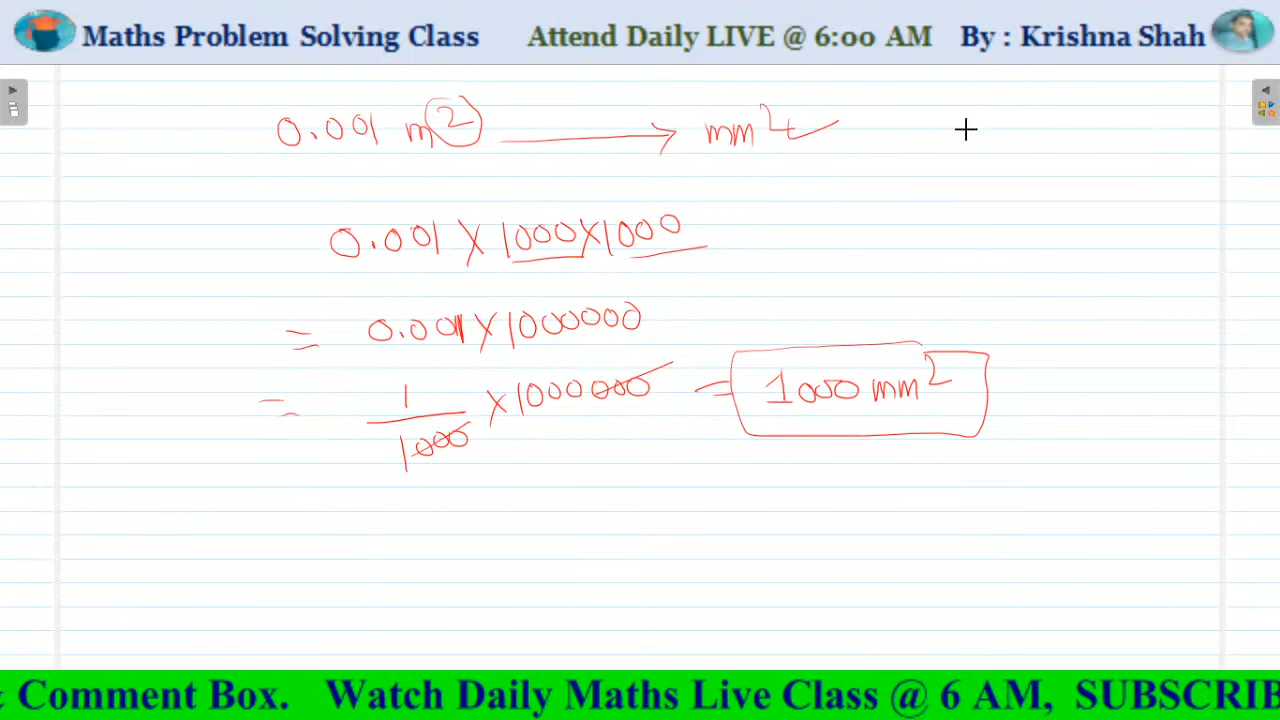 Maths Problem Solving Class Attend Daily LIVE @ 6:00 AM By : Krishna Shah
0.001 m² ⟶ mm²
0.001 × 1000 × 1000
= 0.001 × 1000000
= 1/1000 × 1000000 = 1000 mm²
& Comment Box. Watch Daily Maths Live Class @ 6 AM, SUBSCRIB